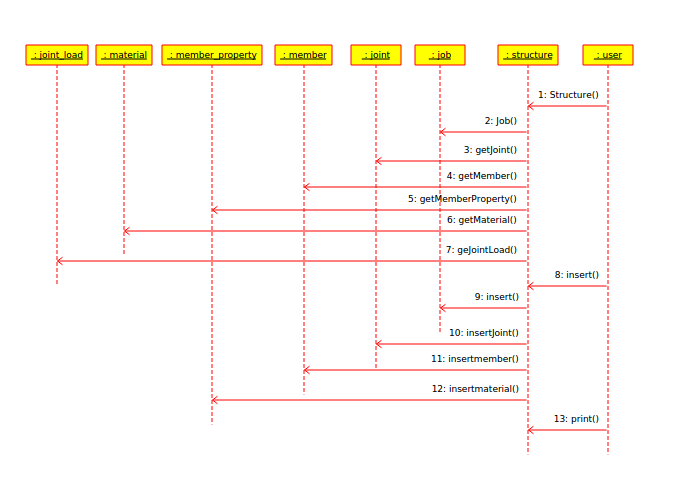 : joint_load
: material
: member_property
: member
: joint
: job
: structure
: user
1: Structure()
2: Job()
3: getJoint()
4: getMember()
5: getMemberProperty()
6: getMaterial()
7: geJointLoad()
8: insert()
9: insert()
10: insertJoint()
11: insertmember()
12: insertmaterial()
13: print()